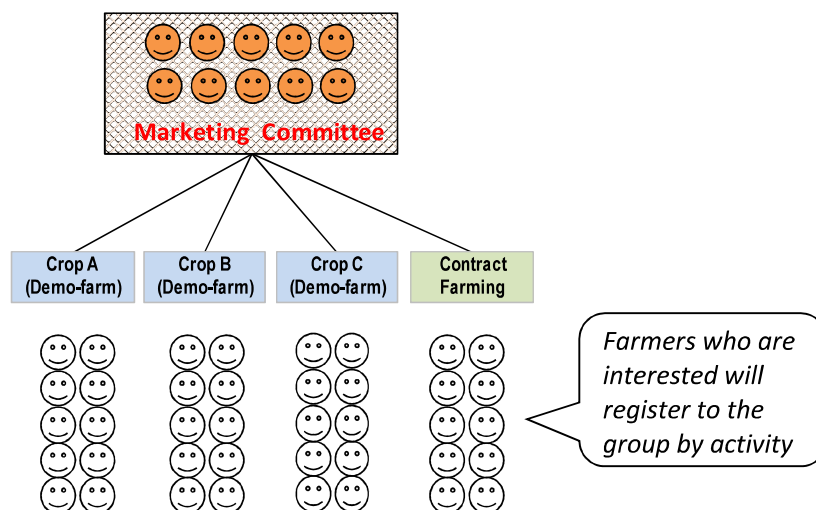 Marketing Committee
Crop A
(Demo-farm)
Crop B
(Demo-farm)
Crop C
(Demo-farm)
Contract
Farming
Farmers who are
interested will
register to the
group by activity